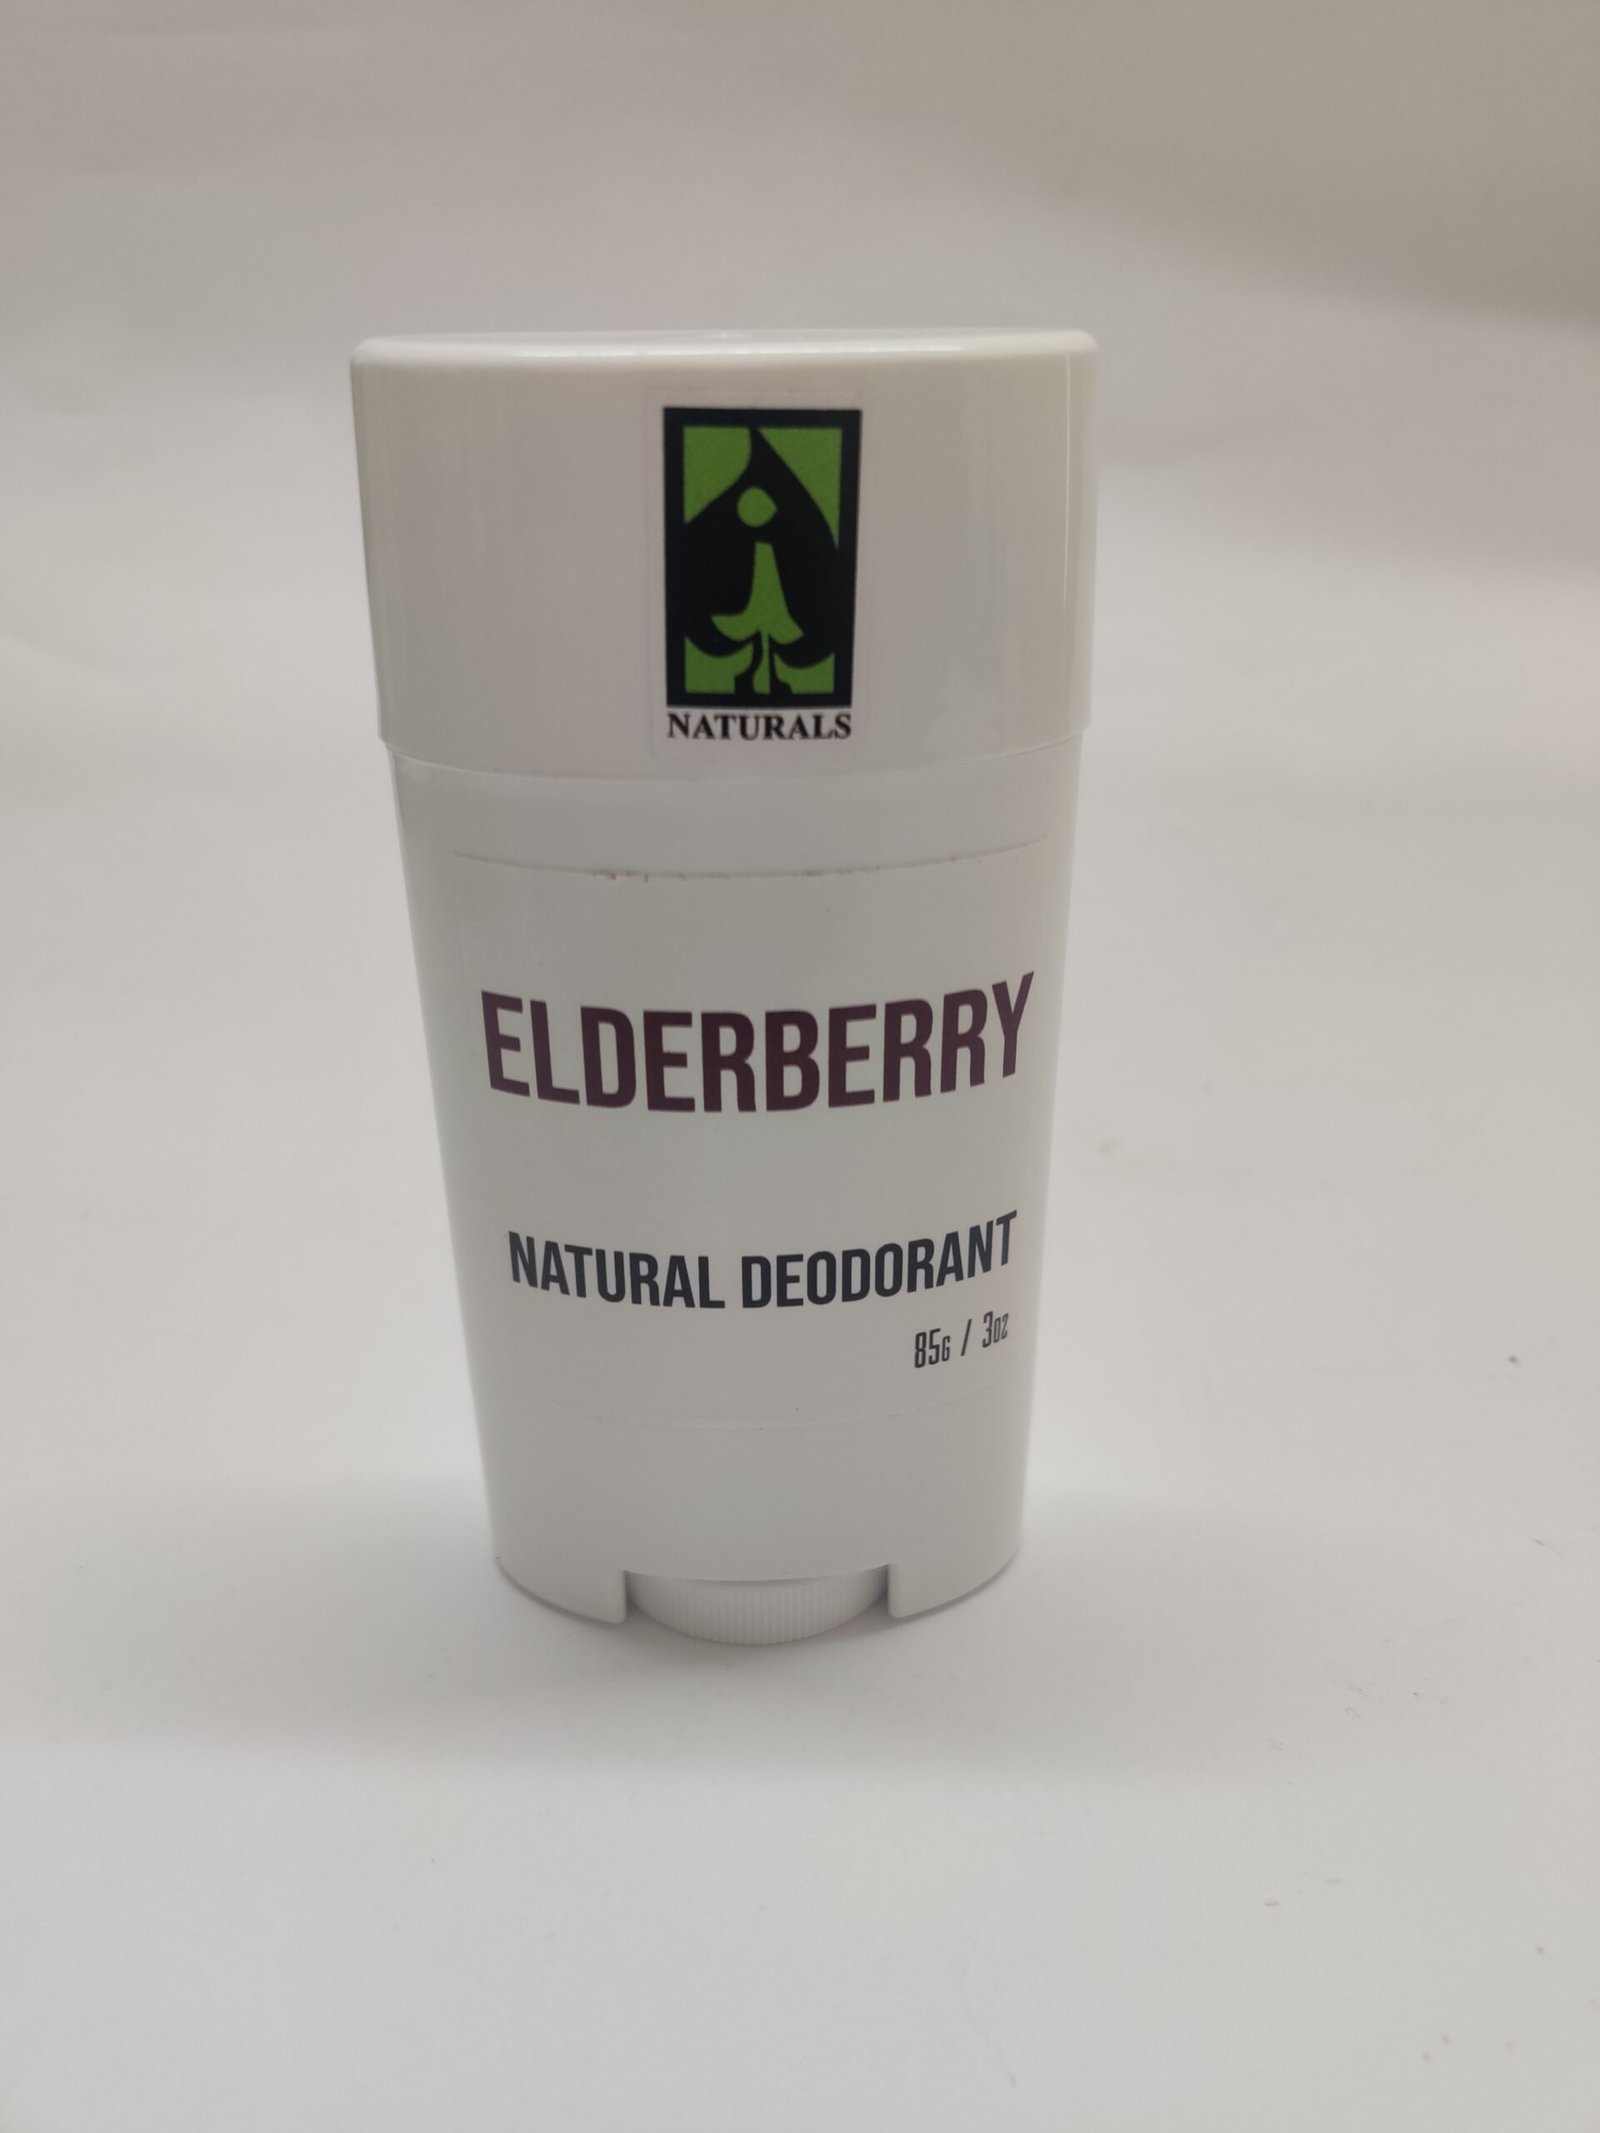 NATURALS
ELDERBERRY
NATURAL DEODORANT
85G / 3OZ